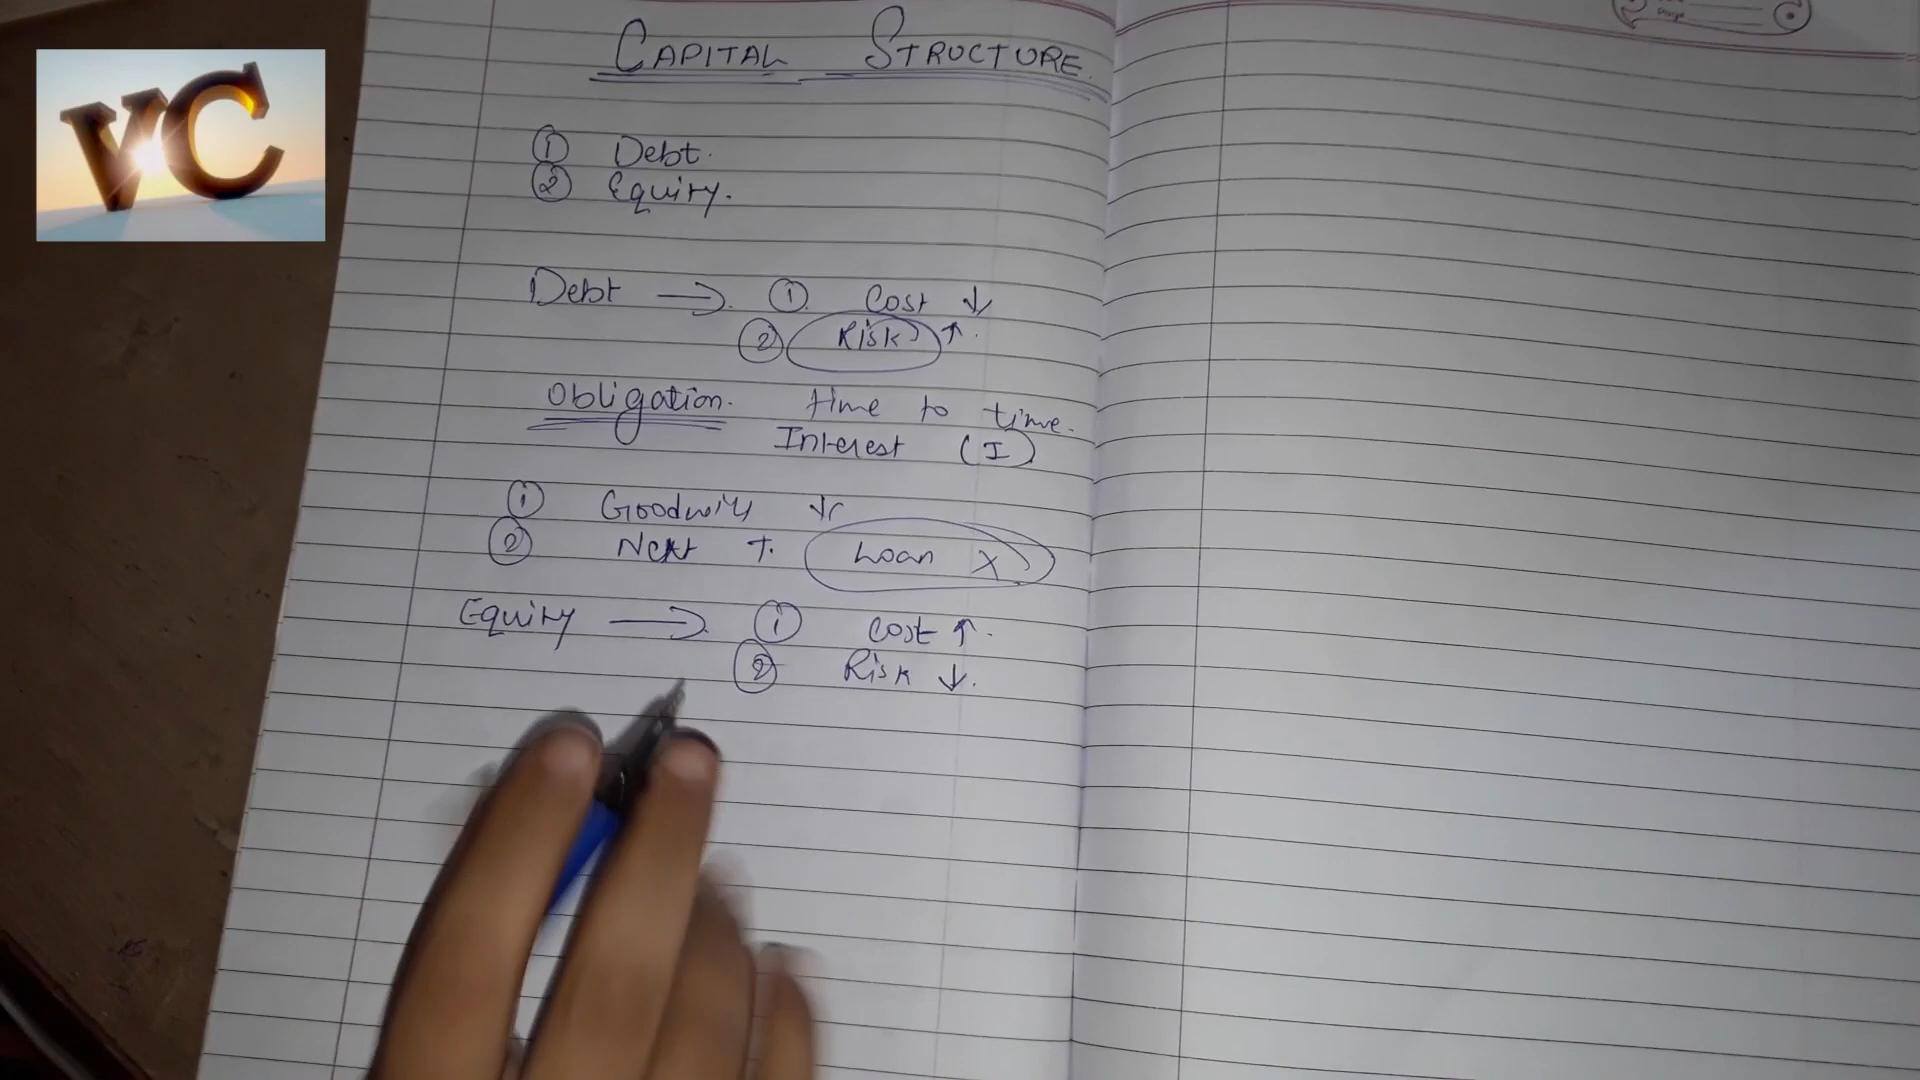 VC
CAPITAL STRUCTURE.
① Debt.
② Equity.
Debt → ① Cost ↓
② Risk ↑.
Obligation. time to time.
Interest (I)
① Goodwill ↓
② Next T. Loan X
Equity → ① Cost ↑.
② Risk ↓.